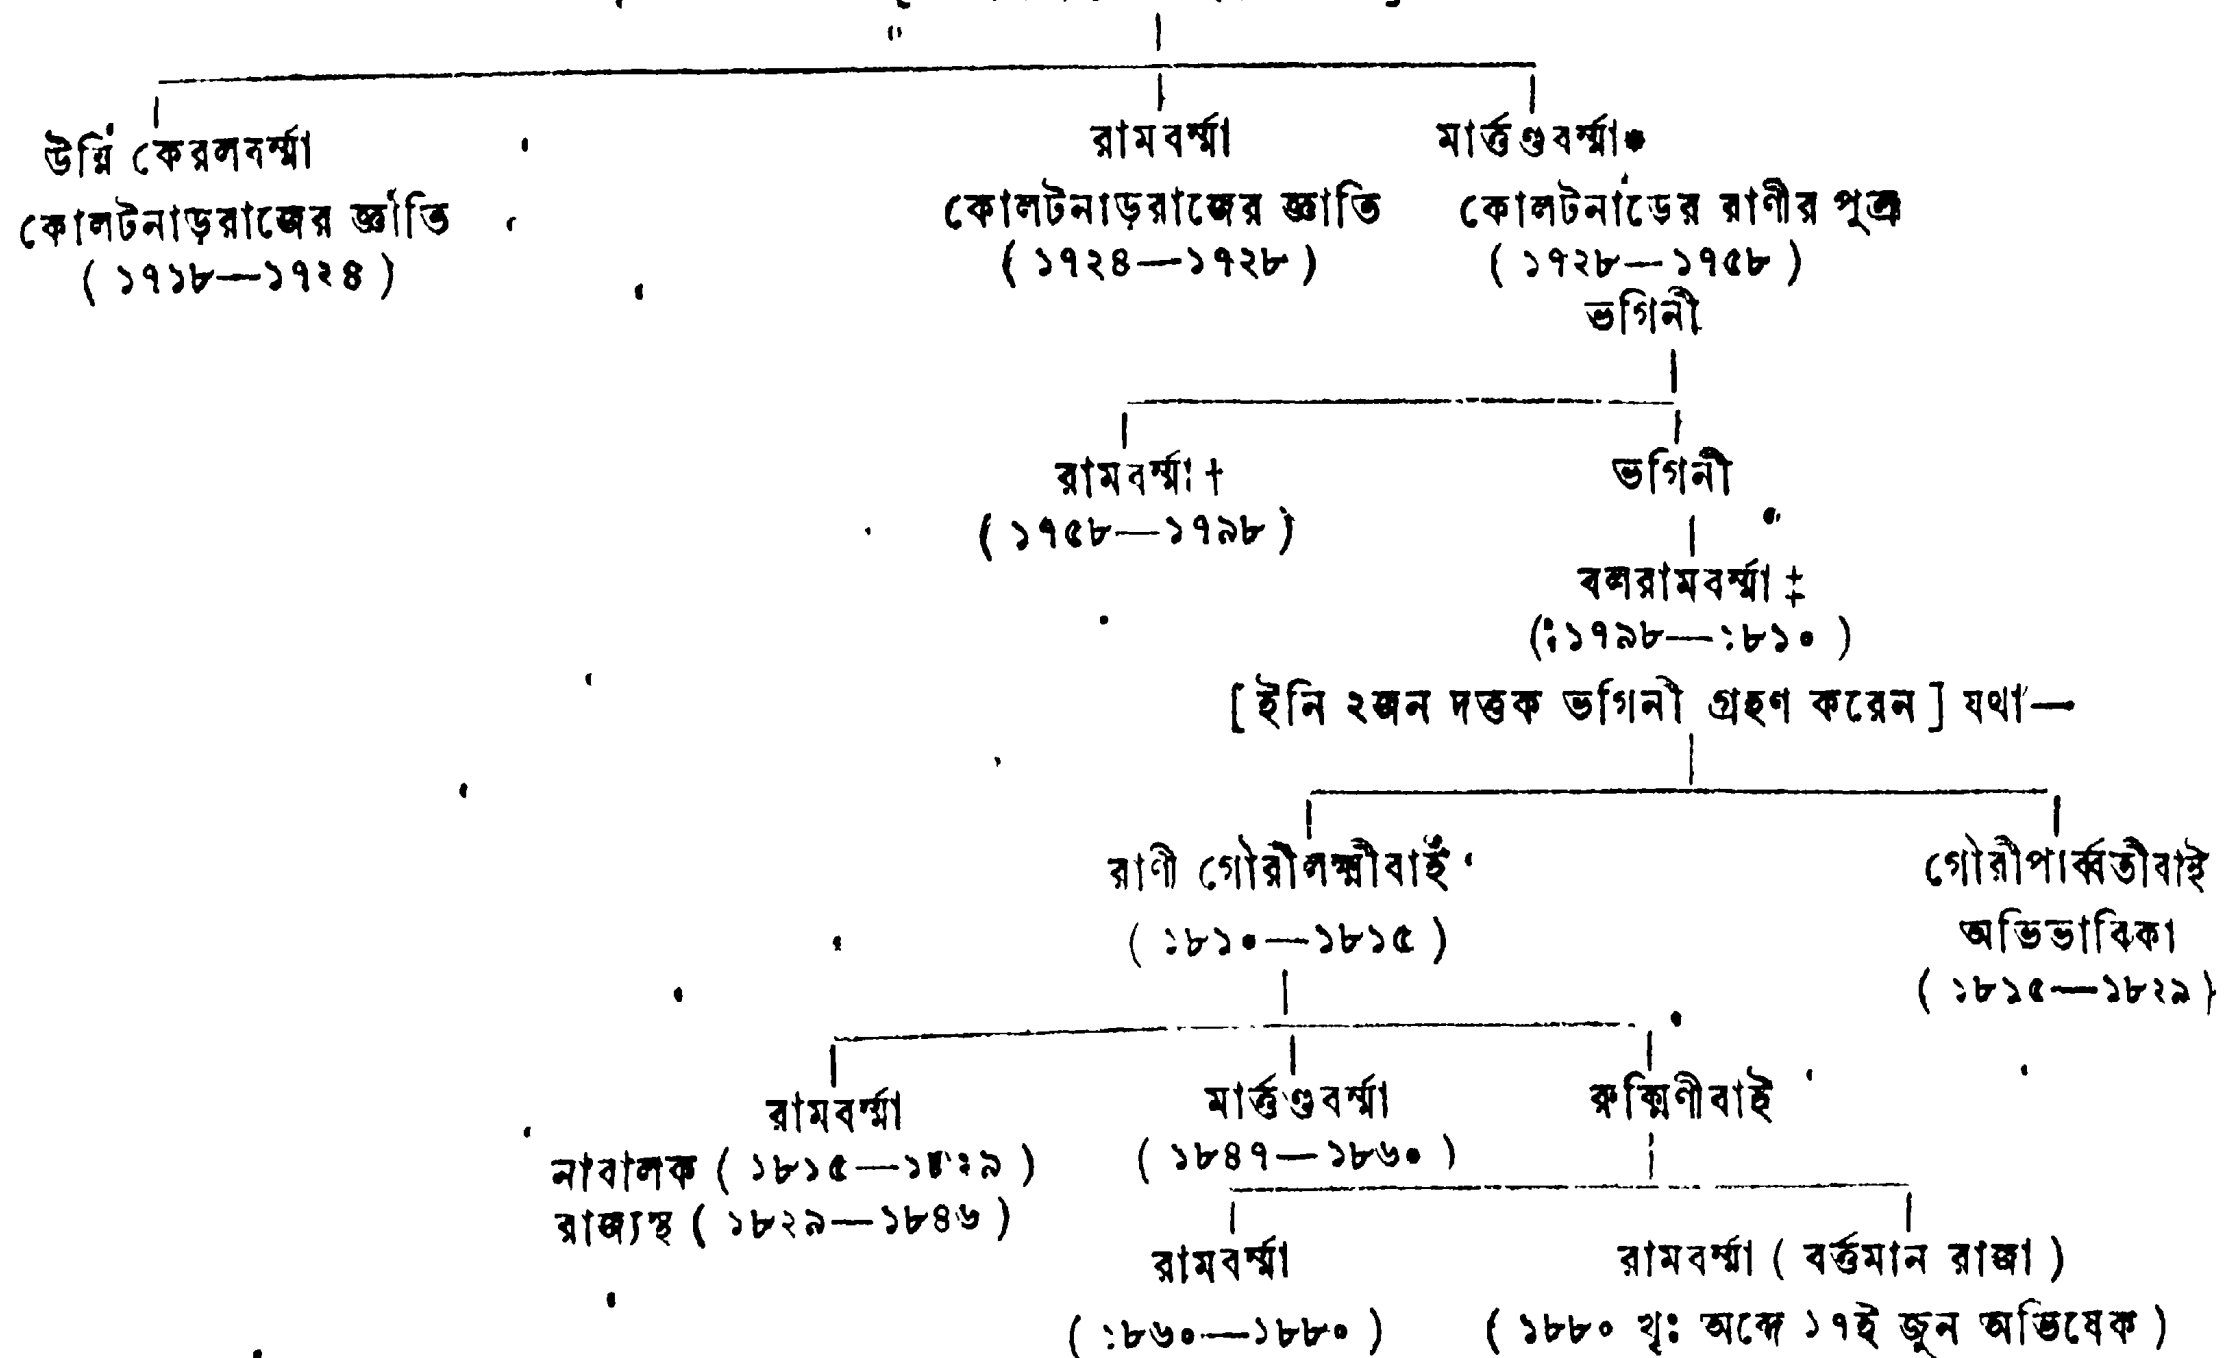 উন্নি কেরলবর্ম্মা
কোলটনাড়রাজের জ্ঞাতি
( ১৭১৮—১৭২৪ )
রামবর্ম্মা
কোলটনাড়রাজের জ্ঞাতি
( ১৭২৪—১৭২৮ )
মার্ত্তণ্ডবর্ম্মা*
কোলটনাড়ের রাণীর পুত্র
( ১৭২৮—১৭৫৮ )
ভগিনী
রামবর্ম্মা †
( ১৭৫৮—১৭৯৮ )
ভগিনী
বলরামবর্ম্মা ‡
( ১৭৯৮—১৮১০ )
[ ইনি ২জন দত্তক ভগিনী গ্রহণ করেন ] যথা—
রাণী গৌরীলক্ষ্মীবাই
( ১৮১০—১৮১৫ )
গৌরীপার্ব্বতীবাই
অভিভাবিকা
( ১৮১৫—১৮২৯ )
রামবর্ম্মা
নাবালক ( ১৮১৫—১৮২৯ )
রাজ্যস্থ ( ১৮২৯—১৮৪৬ )
মার্ত্তণ্ডবর্ম্মা
( ১৮৪৭—১৮৬০ )
রুক্মিণীবাই
রামবর্ম্মা
( ১৮৬০—১৮৮০ )
রামবর্ম্মা ( বর্ত্তমান রাজা )
( ১৮৮০ খৃঃ অব্দে ১৭ই জুন অভিষেক )